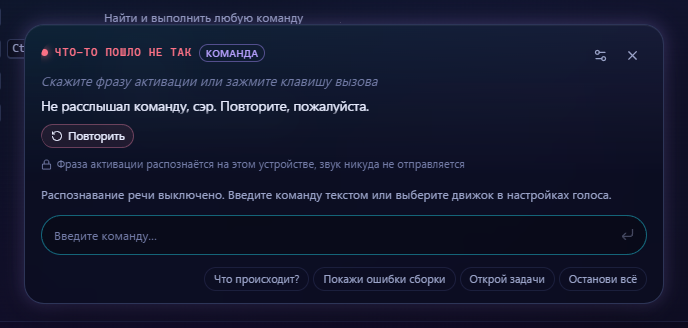 Найти и выполнить любую команду
Ct
ЧТО-ТО ПОШЛО НЕ ТАК КОМАНДА
Скажите фразу активации или зажмите клавишу вызова
Не расслышал команду, сэр. Повторите, пожалуйста.
Повторить
Фраза активации распознаётся на этом устройстве, звук никуда не отправляется
Распознавание речи выключено. Введите команду текстом или выберите движок в настройках голоса.
Введите команду...
Что происходит? Покажи ошибки сборки Открой задачи Останови всё